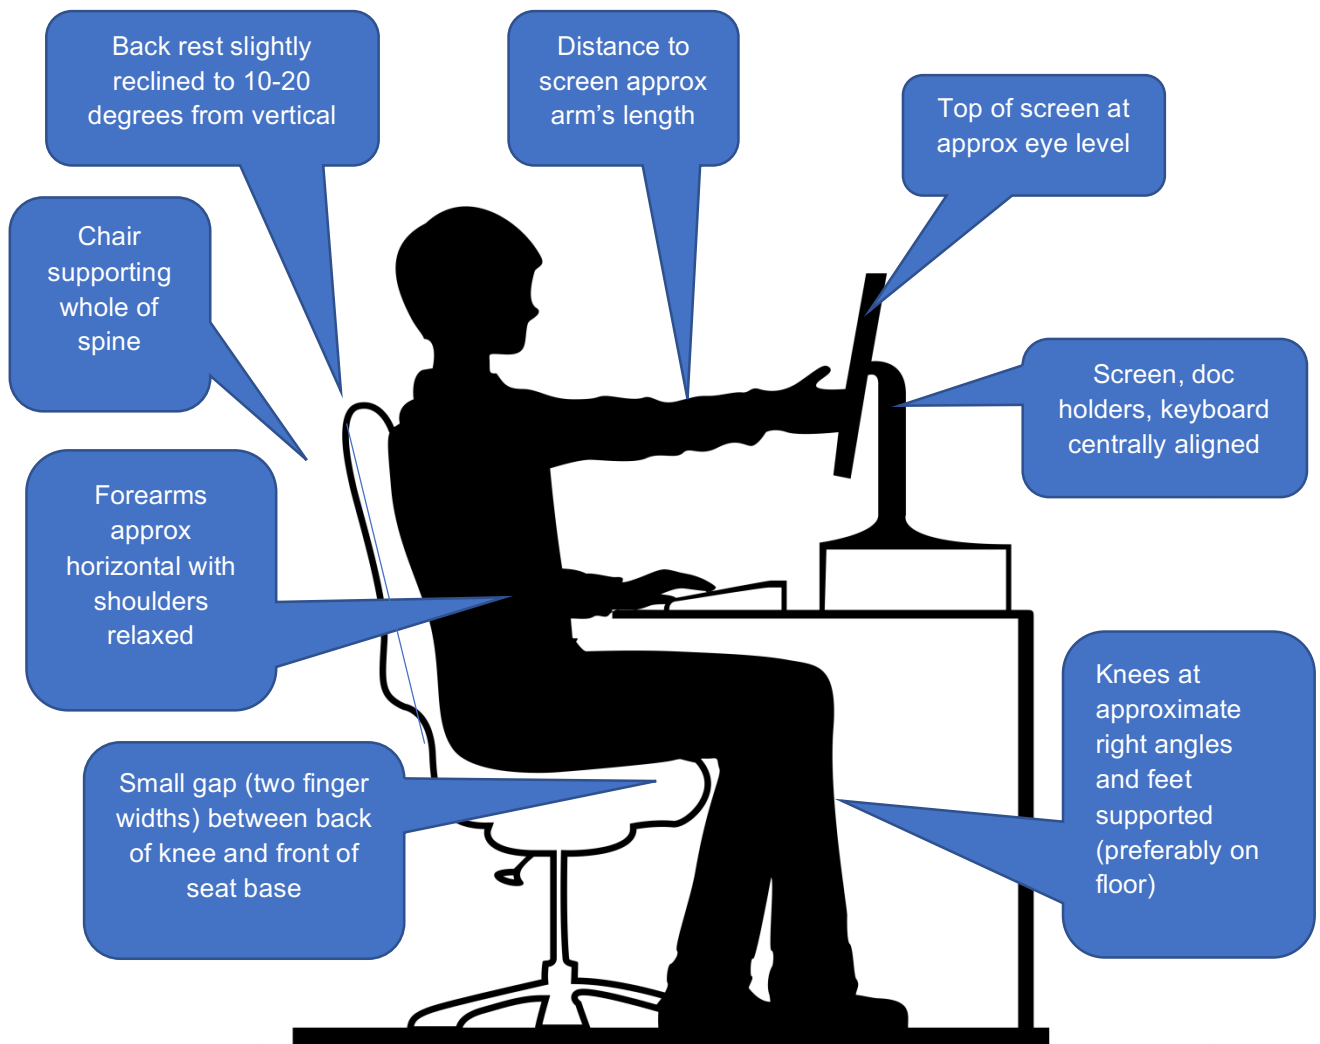 Back rest slightly
reclined to 10-20
degrees from vertical
Distance to
screen approx
arm’s length
Top of screen at
approx eye level
Chair
supporting
whole of
spine
Screen, doc
holders, keyboard
centrally aligned
Forearms
approx
horizontal with
shoulders
relaxed
Knees at
approximate
right angles
and feet
supported
(preferably on
floor)
Small gap (two finger
widths) between back
of knee and front of
seat base